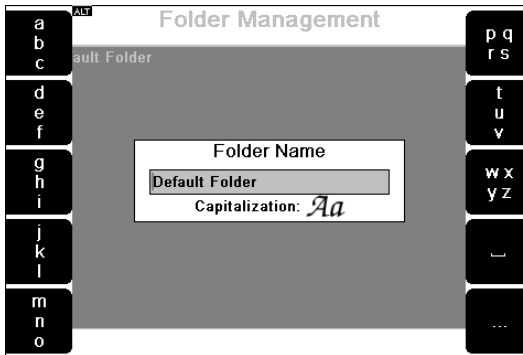 ALT
Folder Management
ault Folder
a
b
c
d
e
f
g
h
i
j
k
l
m
n
o
Folder Name
Default Folder
Capitalization: Aa
p q
r s
t
u
v
w x
y z
...